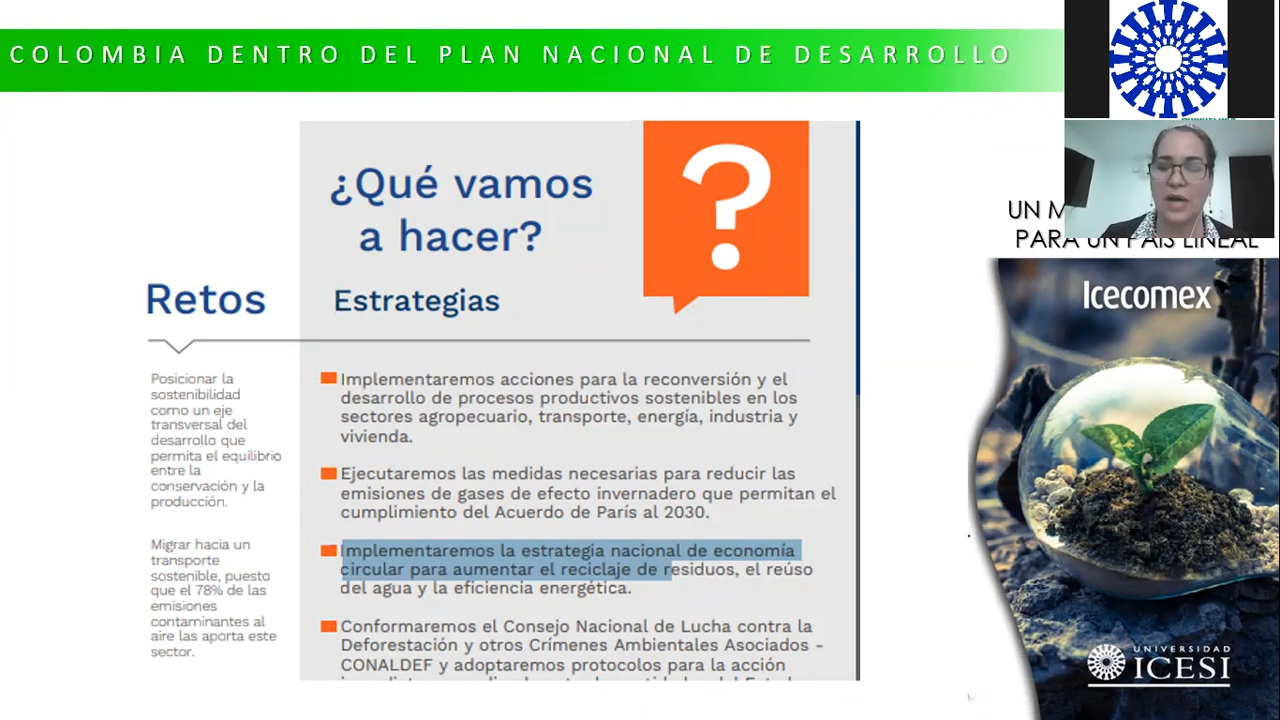 COLOMBIA DENTRO DEL PLAN NACIONAL DE DESARROLLO
¿Qué vamos
a hacer?
?
Retos
Estrategias
Posicionar la
sostenibilidad
como un eje
transversal del
desarrollo que
permita el equilibrio
entre la
conservación y la
producción.
Migrar hacia un
transporte
sostenible, puesto
que el 78% de las
emisiones
contaminantes al
aire las aporta este
sector.
Implementaremos acciones para la reconversión y el
desarrollo de procesos productivos sostenibles en los
sectores agropecuario, transporte, energía, industria y
vivienda.
Ejecutaremos las medidas necesarias para reducir las
emisiones de gases de efecto invernadero que permitan el
cumplimiento del Acuerdo de París al 2030.
Implementaremos la estrategia nacional de economía
circular para aumentar el reciclaje de residuos, el reúso
del agua y la eficiencia energética.
Conformaremos el Consejo Nacional de Lucha contra la
Deforestación y otros Crímenes Ambientales Asociados -
CONALDEF y adoptaremos protocolos para la acción
UN
PARA UN PAÍS LINEAL
Icecomex
UNIVERSIDAD
ICESI